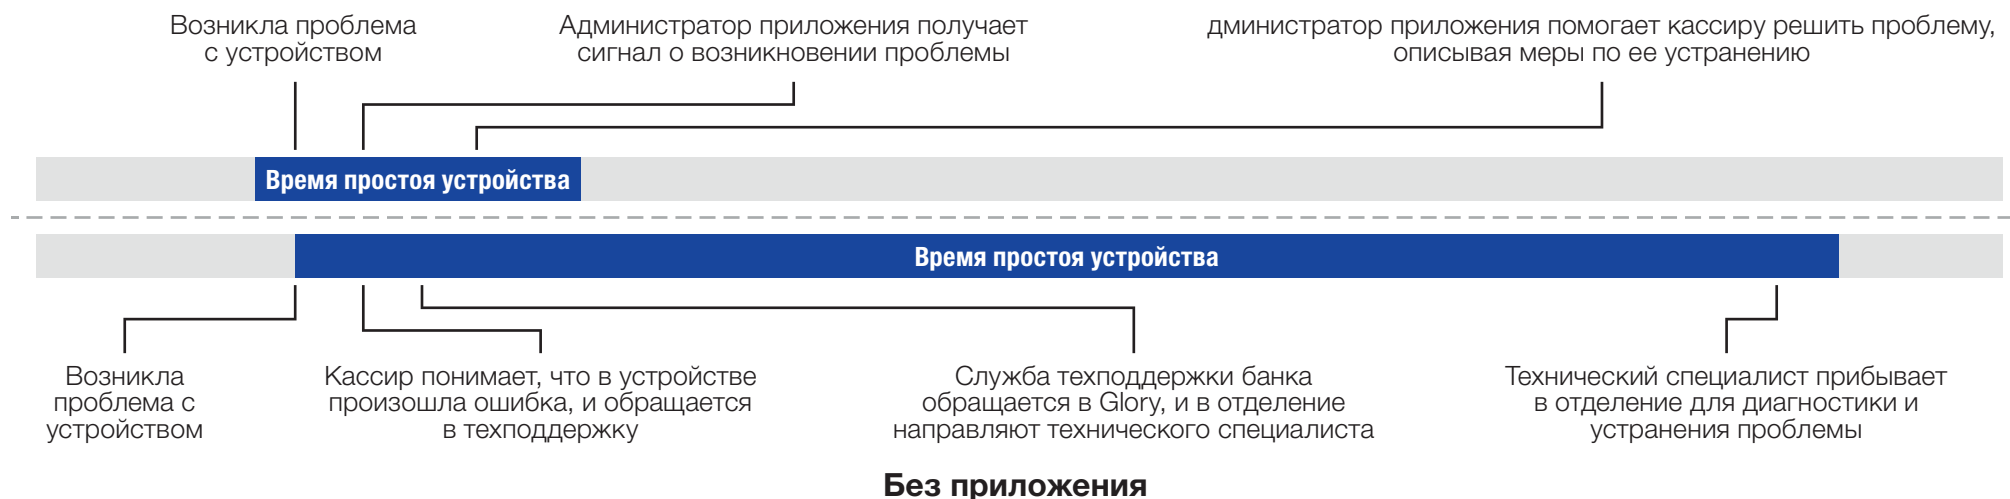 Возникла проблема
с устройством
Администратор приложения получает
сигнал о возникновении проблемы
дминистратор приложения помогает кассиру решить проблему,
описывая меры по ее устранению
Время простоя устройства
Время простоя устройства
Возникла
проблема с
устройством
Кассир понимает, что в устройстве
произошла ошибка, и обращается
в техподдержку
Служба техподдержки банка
обращается в Glory, и в отделение
направляют технического специалиста
Технический специалист прибывает
в отделение для диагностики и
устранения проблемы
Без приложения